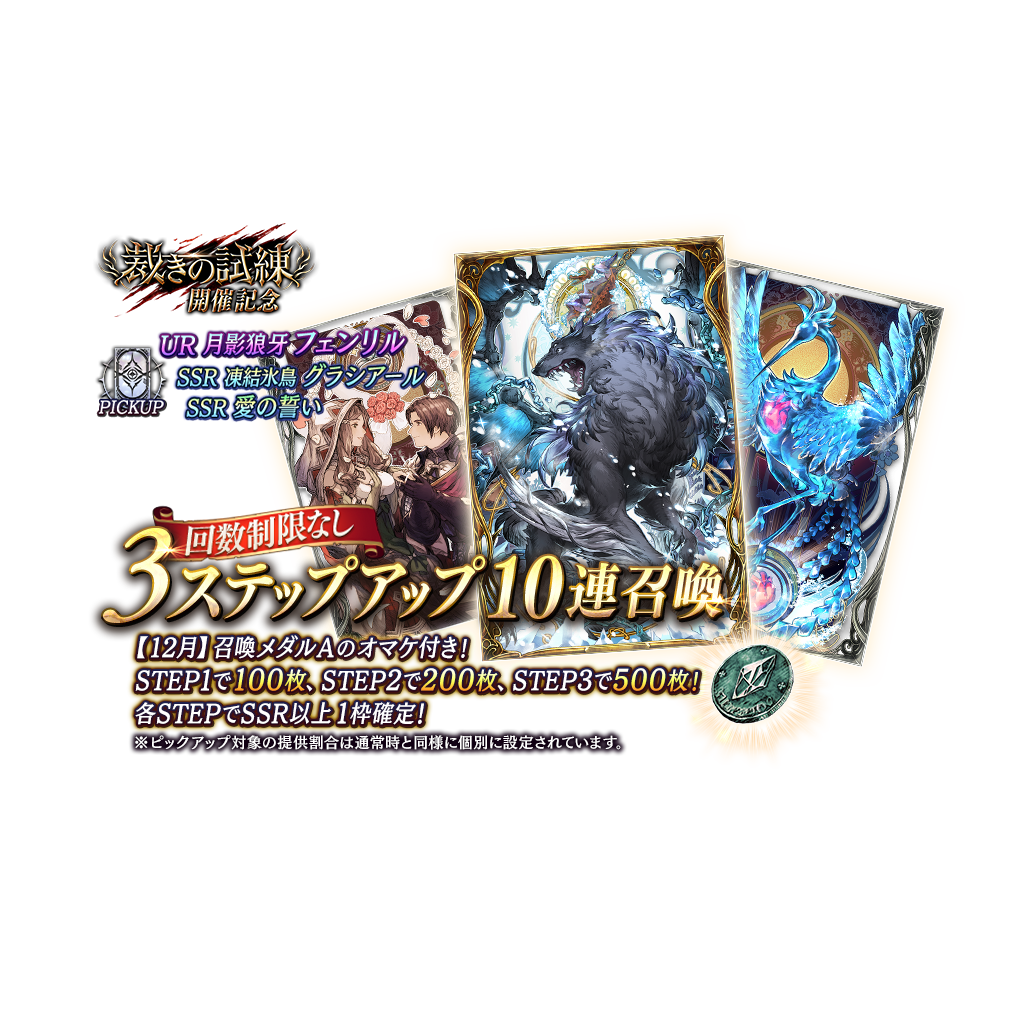 裁きの試練
開催記念
UR 月影狼牙 フェンリル
SSR 凍結氷鳥 グラシアール
SSR 愛の誓い
PICKUP
回数制限なし
3ステップアップ10連召喚
【12月】召喚メダルAのオマケ付き!
STEP1で100枚、STEP2で200枚、STEP3で500枚!
各STEPでSSR以上1枠確定!
※ピックアップ対象の提供割合は通常時と同様に個別に設定されています。